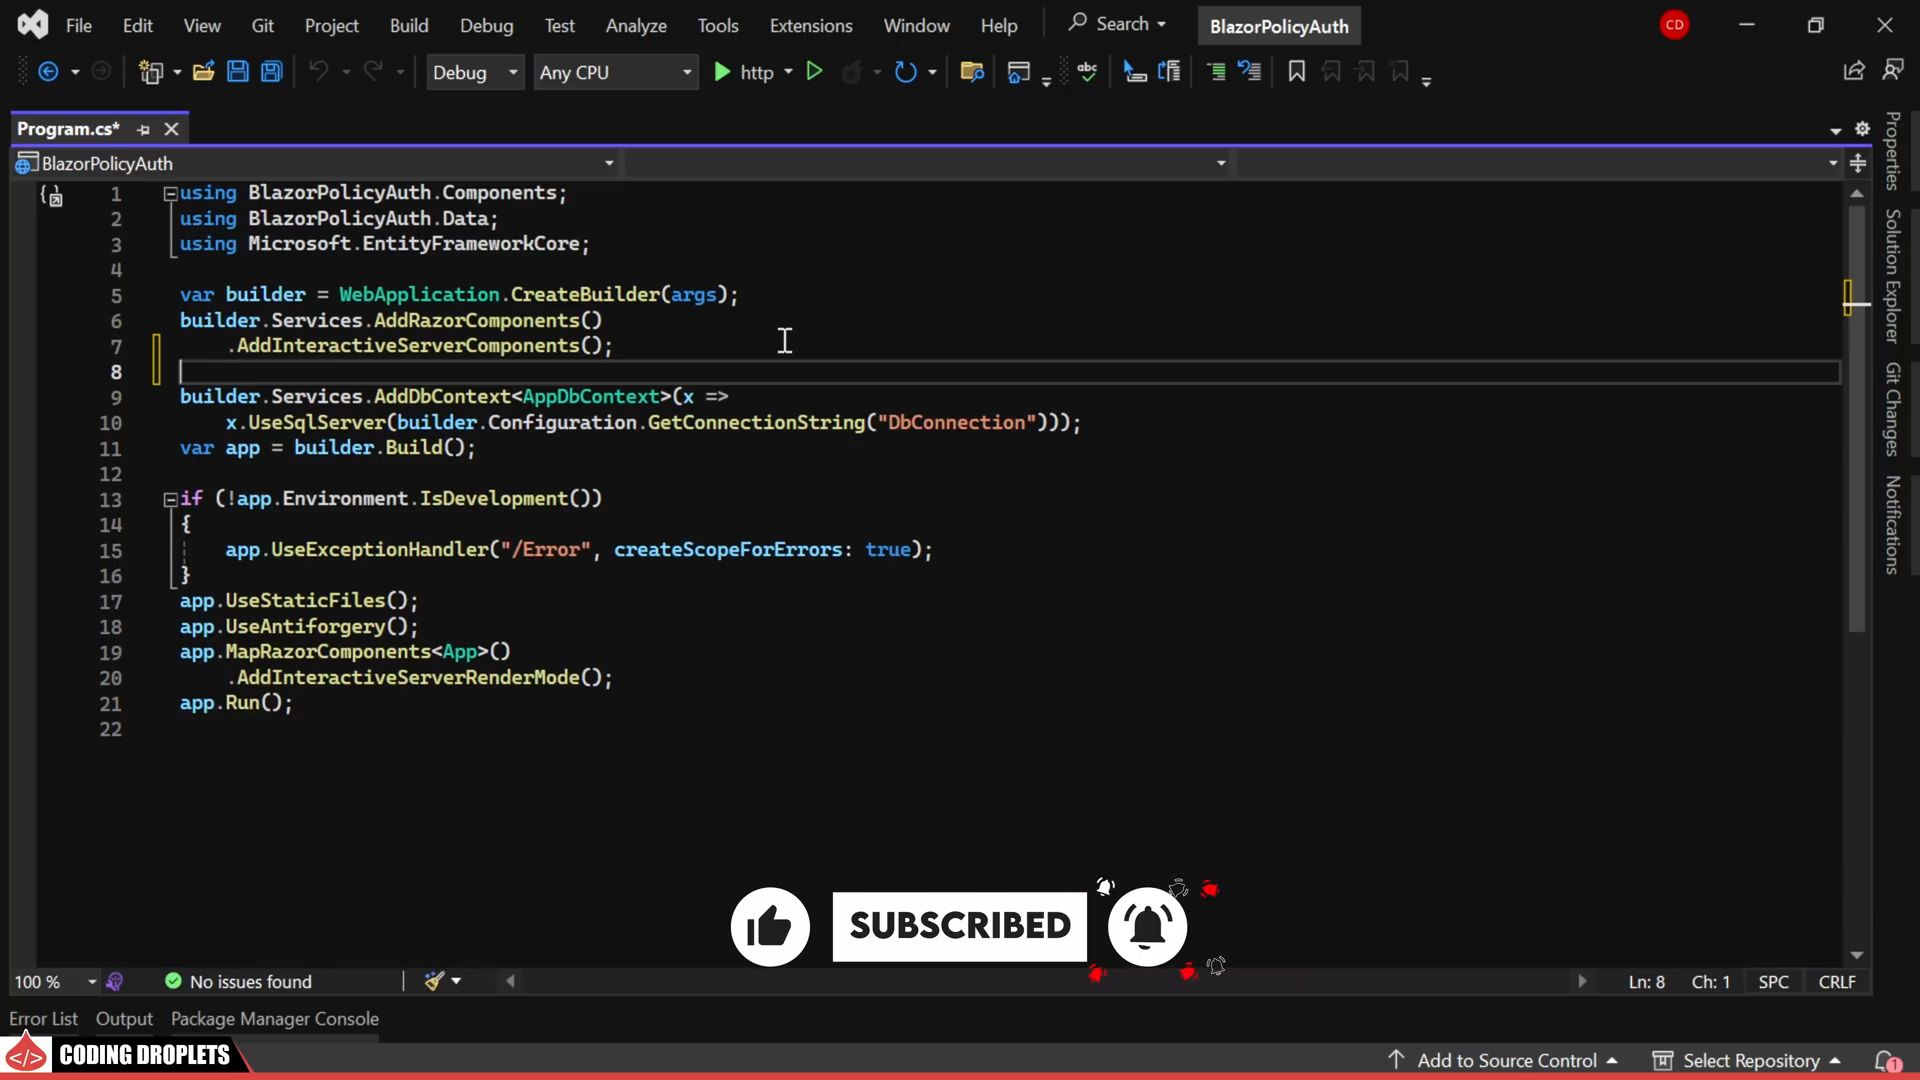 File Edit View Git Project Build Debug Test Analyze Tools Extensions Window Help Search BlazorPolicyAuth CD
Debug Any CPU http
Program.cs*
BlazorPolicyAuth
1 using BlazorPolicyAuth.Components;
2 using BlazorPolicyAuth.Data;
3 using Microsoft.EntityFrameworkCore;
4
5 var builder = WebApplication.CreateBuilder(args);
6 builder.Services.AddRazorComponents()
7 .AddInteractiveServerComponents();
8
9 builder.Services.AddDbContext<AppDbContext>(x =>
10 x.UseSqlServer(builder.Configuration.GetConnectionString("DbConnection")));
11 var app = builder.Build();
12
13 if (!app.Environment.IsDevelopment())
14 {
15 app.UseExceptionHandler("/Error", createScopeForErrors: true);
16 }
17 app.UseStaticFiles();
18 app.UseAntiforgery();
19 app.MapRazorComponents<App>()
20 .AddInteractiveServerRenderMode();
21 app.Run();
22
Properties
Solution Explorer
Git Changes
Notifications
SUBSCRIBED
100 % No issues found Ln: 8 Ch: 1 SPC CRLF
Error List Output Package Manager Console
</> CODING DROPLETS
Add to Source Control Select Repository 1